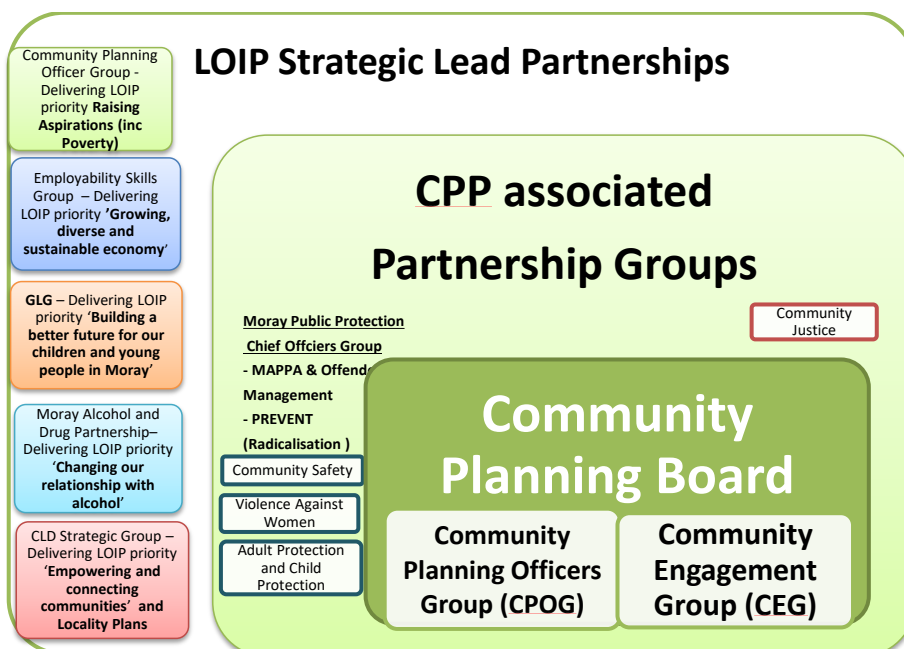 LOIP Strategic Lead Partnerships
Community Planning
Officer Group -
Delivering LOIP
priority Raising
Aspirations (inc
Poverty)
Employability Skills
Group – Delivering
LOIP priority ’Growing,
diverse and
sustainable economy’
GLG – Delivering LOIP
priority ‘Building a
better future for our
children and young
people in Moray’
Moray Alcohol and
Drug Partnership–
Delivering LOIP priority
‘Changing our
relationship with
alcohol’
CLD Strategic Group –
Delivering LOIP priority
‘Empowering and
connecting
communities’ and
Locality Plans
CPP associated
Partnership Groups
Moray Public Protection
Chief Offciers Group
- MAPPA & Offende
Management
- PREVENT
(Radicalisation )
Community Safety
Violence Against
Women
Adult Protection
and Child
Protection
Community
Justice
Community
Planning Board
Community
Planning Officers
Group (CPOG)
Community
Engagement
Group (CEG)